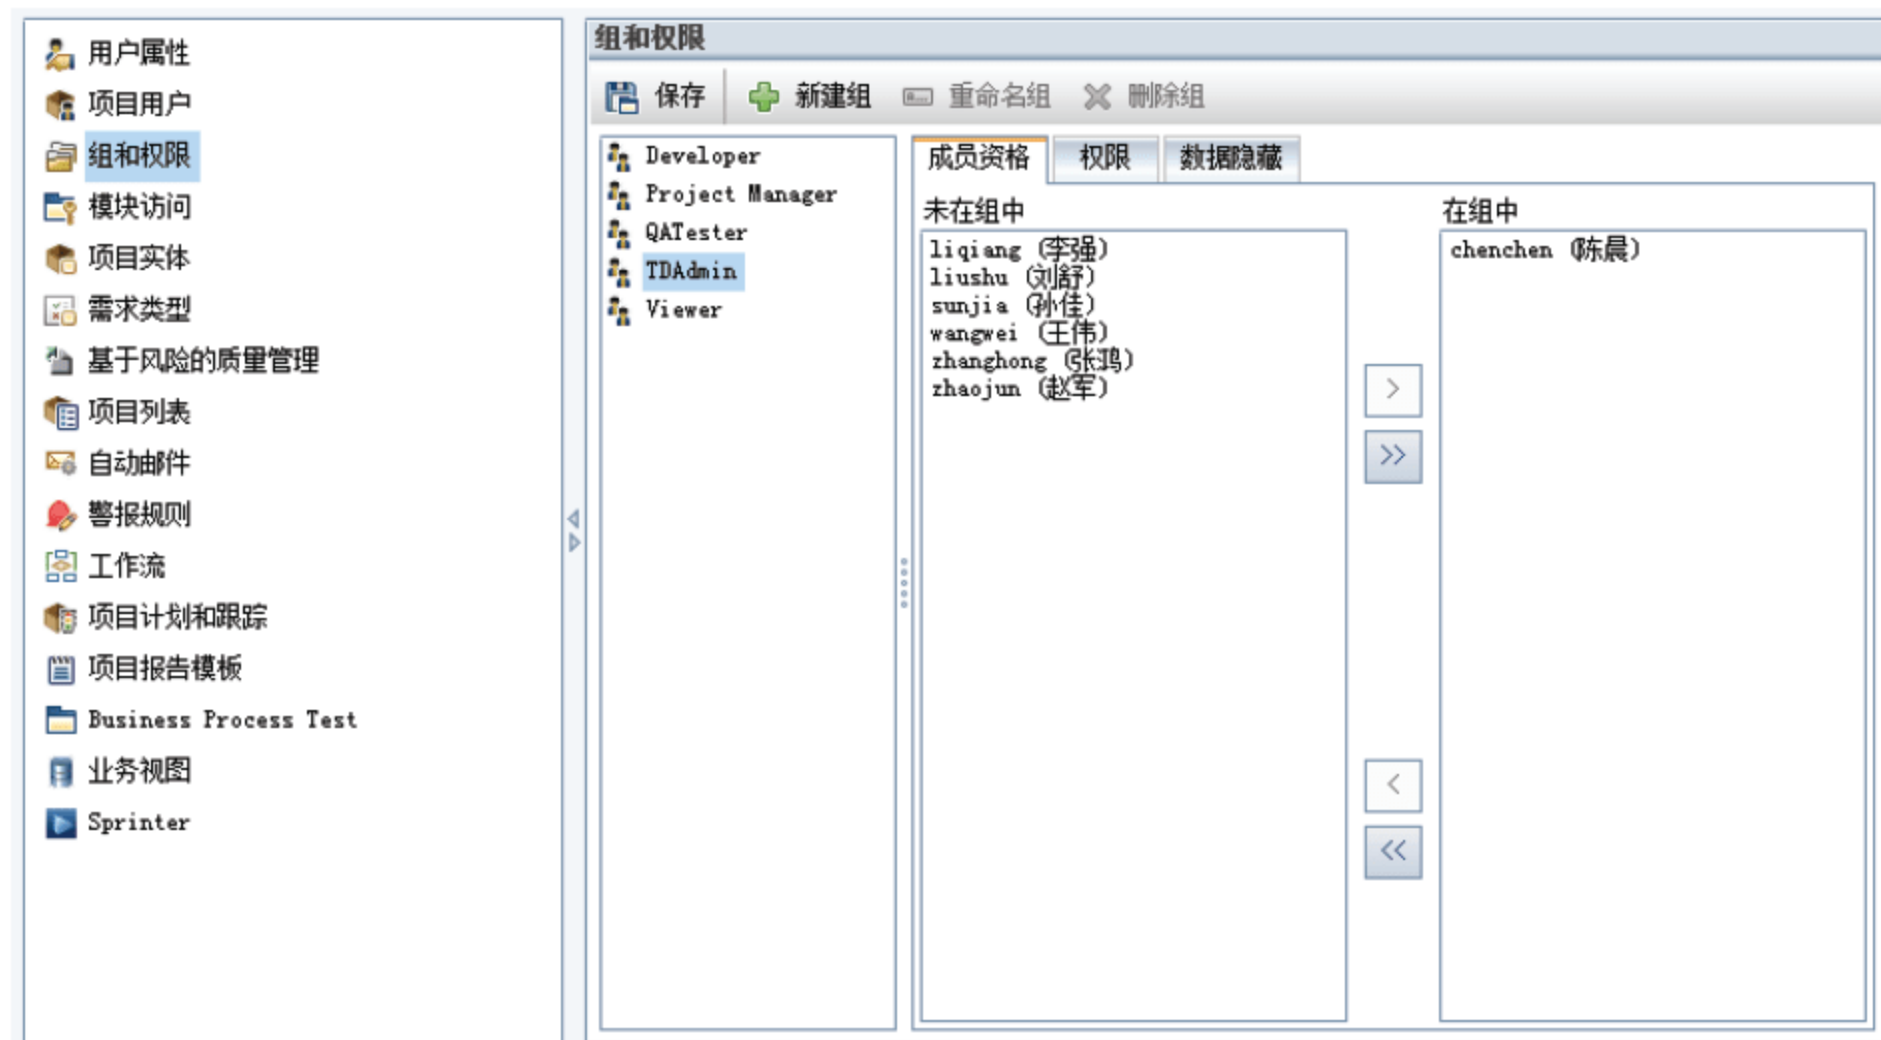 用户属性
项目用户
组和权限
模块访问
项目实体
需求类型
基于风险的质量管理
项目列表
自动邮件
警报规则
工作流
项目计划和跟踪
项目报告模板
Business Process Test
业务视图
Sprinter
组和权限
保存 新建组 重命名组 删除组
Developer
Project Manager
QATester
TDAdmin
Viewer
成员资格 权限 数据隐藏
未在组中
liqiang (李强)
liushu (刘舒)
sunjia (孙佳)
wangwei (王伟)
zhanghong (张鸿)
zhaojun (赵军)
>
>>
<
<<
在组中
chenchen (陈晨)